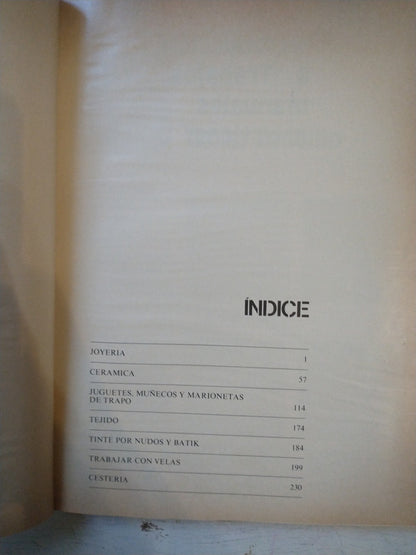 ÍNDICE
JOYERIA 1
CERAMICA 57
JUGUETES, MUÑECOS Y MARIONETAS
DE TRAPO 114
TEJIDO 174
TINTE POR NUDOS Y BATIK 184
TRABAJAR CON VELAS 199
CESTERIA 230